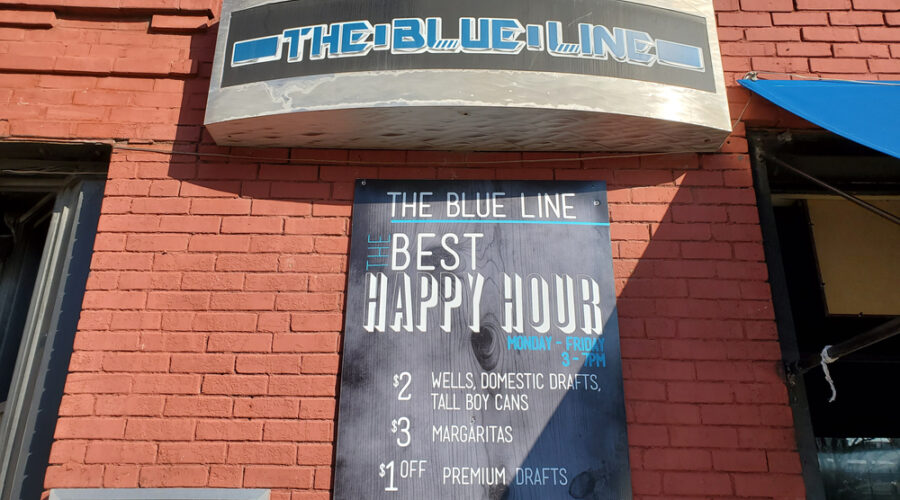 THE BLUE LINE
THE BLUE LINE
THE BEST
HAPPY HOUR
MONDAY - FRIDAY
3 - 7PM
$2 WELLS, DOMESTIC DRAFTS,
TALL BOY CANS
$3 MARGARITAS
$1 OFF PREMIUM DRAFTS